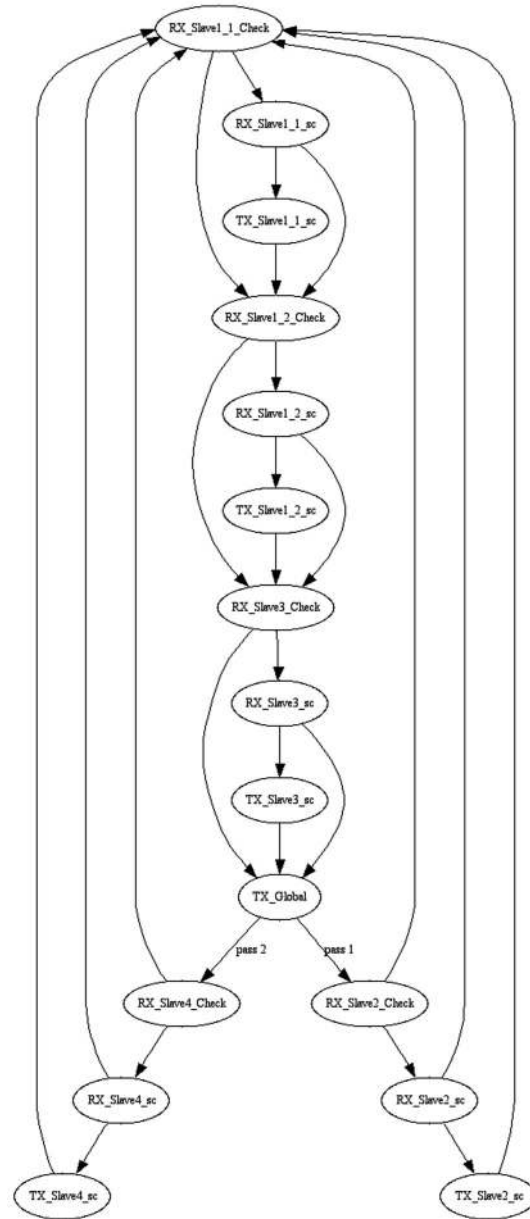 RX_Slave1_1_Check
RX_Slave1_1_sc
TX_Slave1_1_sc
RX_Slave1_2_Check
RX_Slave1_2_sc
TX_Slave1_2_sc
RX_Slave3_Check
RX_Slave3_sc
TX_Slave3_sc
TX_Global
pass 2
pass 1
RX_Slave4_Check
RX_Slave2_Check
RX_Slave4_sc
RX_Slave2_sc
TX_Slave4_sc
TX_Slave2_sc